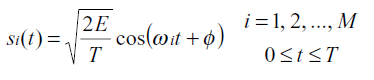 sᵢ(t) = √(2E/T) cos(ωᵢt + ϕ) i = 1, 2, ..., M
0 ≤ t ≤ T